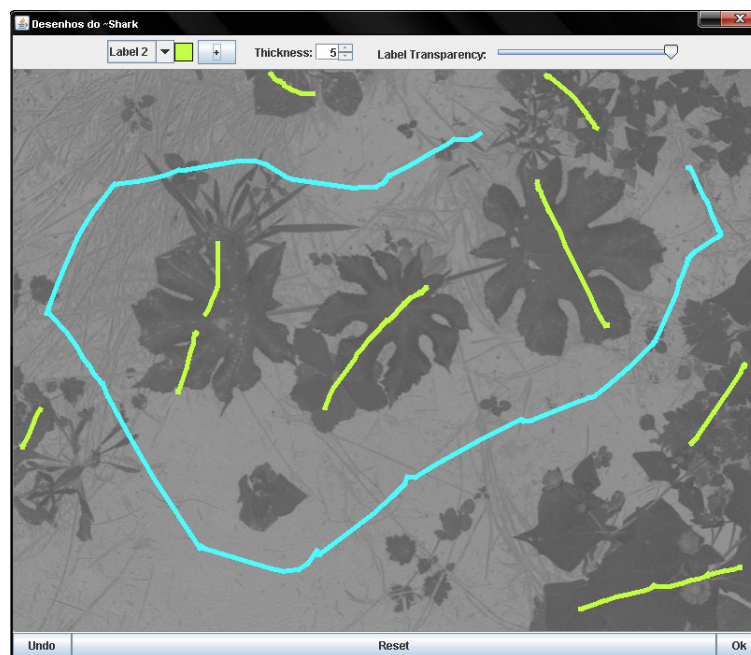 Desenhos do ~Shark
Label 2 + Thickness: 5 Label Transparency:
Undo Reset Ok